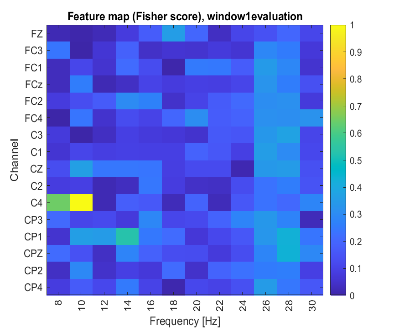 Feature map (Fisher score), window1evaluation
Channel
FZ
FC3
FC1
FCz
FC2
FC4
C3
C1
CZ
C2
C4
CP3
CP1
CPZ
CP2
CP4
8 10 12 14 16 18 20 22 24 26 28 30
Frequency [Hz]
1
0.9
0.8
0.7
0.6
0.5
0.4
0.3
0.2
0.1
0